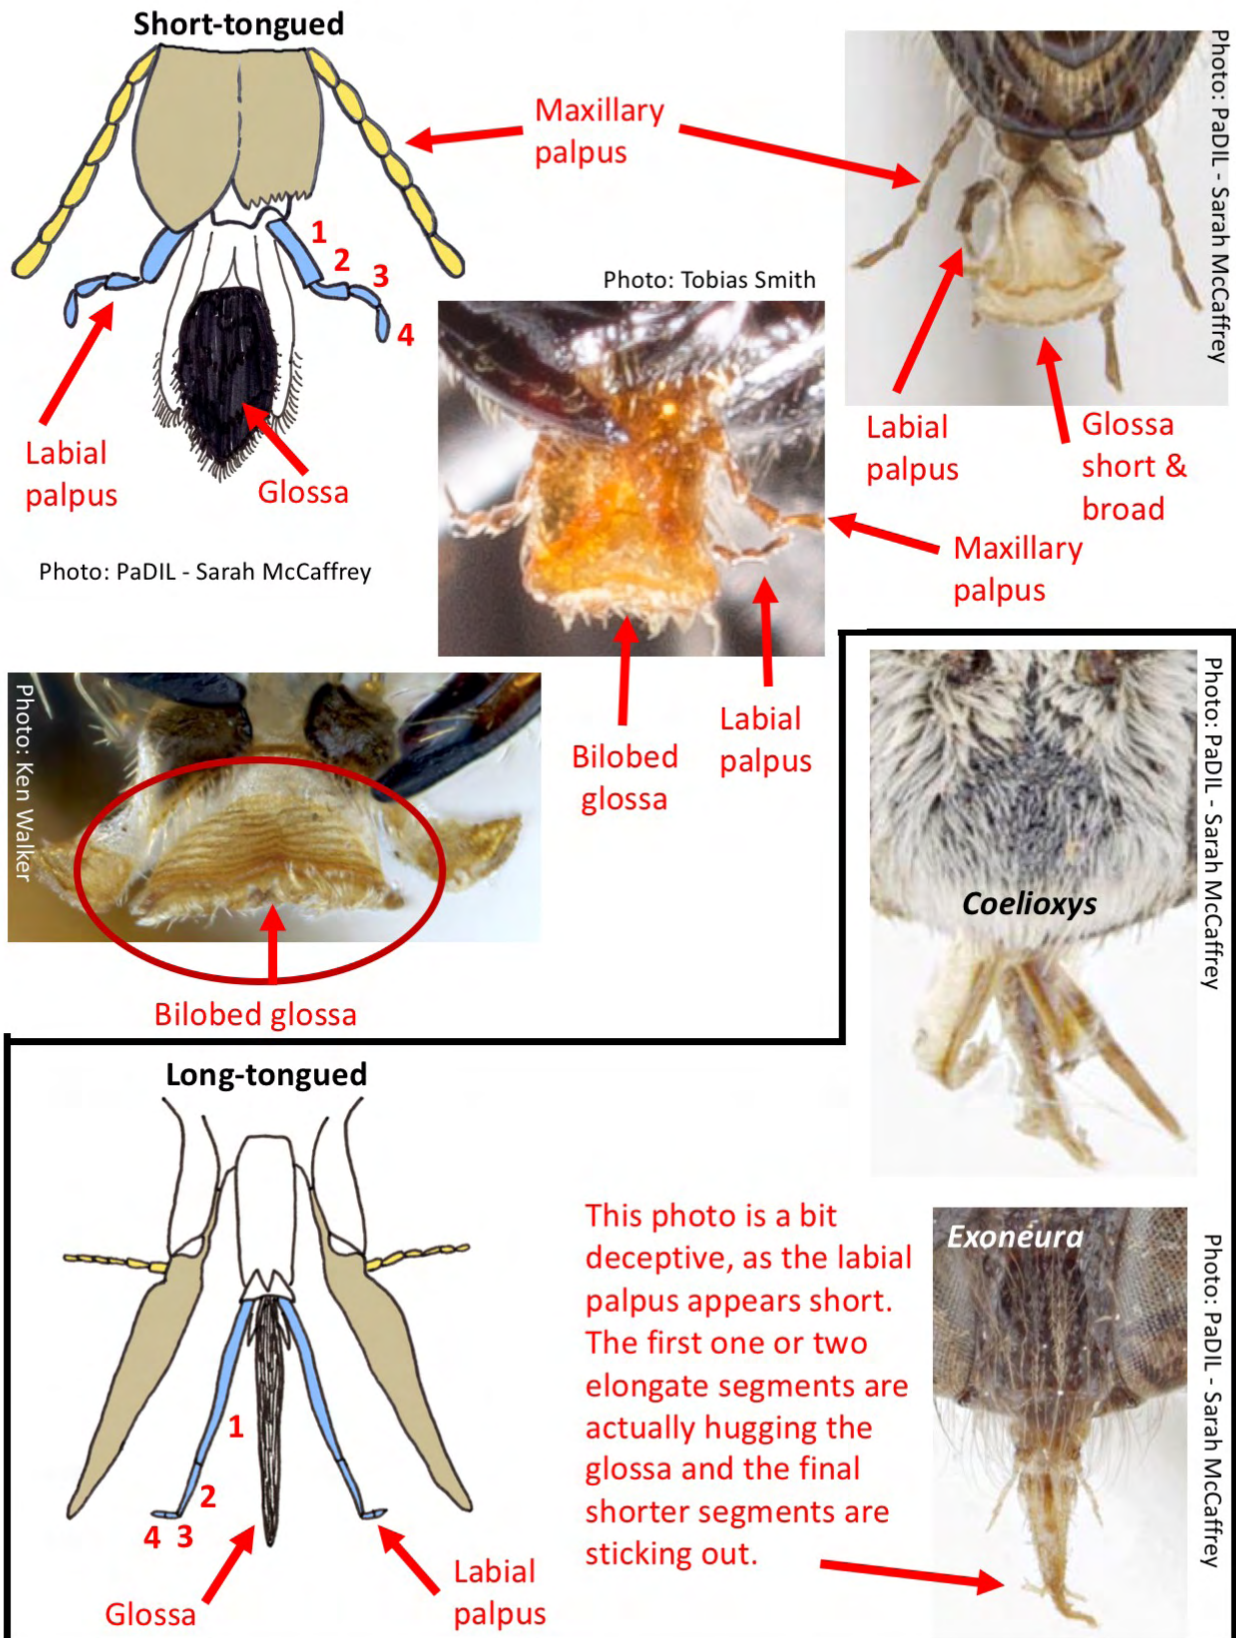 Short-tongued
Maxillary
palpus
Photo: PaDIL - Sarah McCaffrey
1
2
3
4
Photo: Tobias Smith
Labial
palpus
Glossa
Labial
palpus
Glossa
short &
broad
Maxillary
palpus
Photo: PaDIL - Sarah McCaffrey
Bilobed
glossa
Labial
palpus
Photo: Ken Walker
Bilobed glossa
Coelioxys
Photo: PaDIL - Sarah McCaffrey
Long-tongued
1
2
4 3
Glossa
Labial
palpus
This photo is a bit
deceptive, as the labial
palpus appears short.
The first one or two
elongate segments are
actually hugging the
glossa and the final
shorter segments are
sticking out.
Exoneura
Photo: PaDIL - Sarah McCaffrey